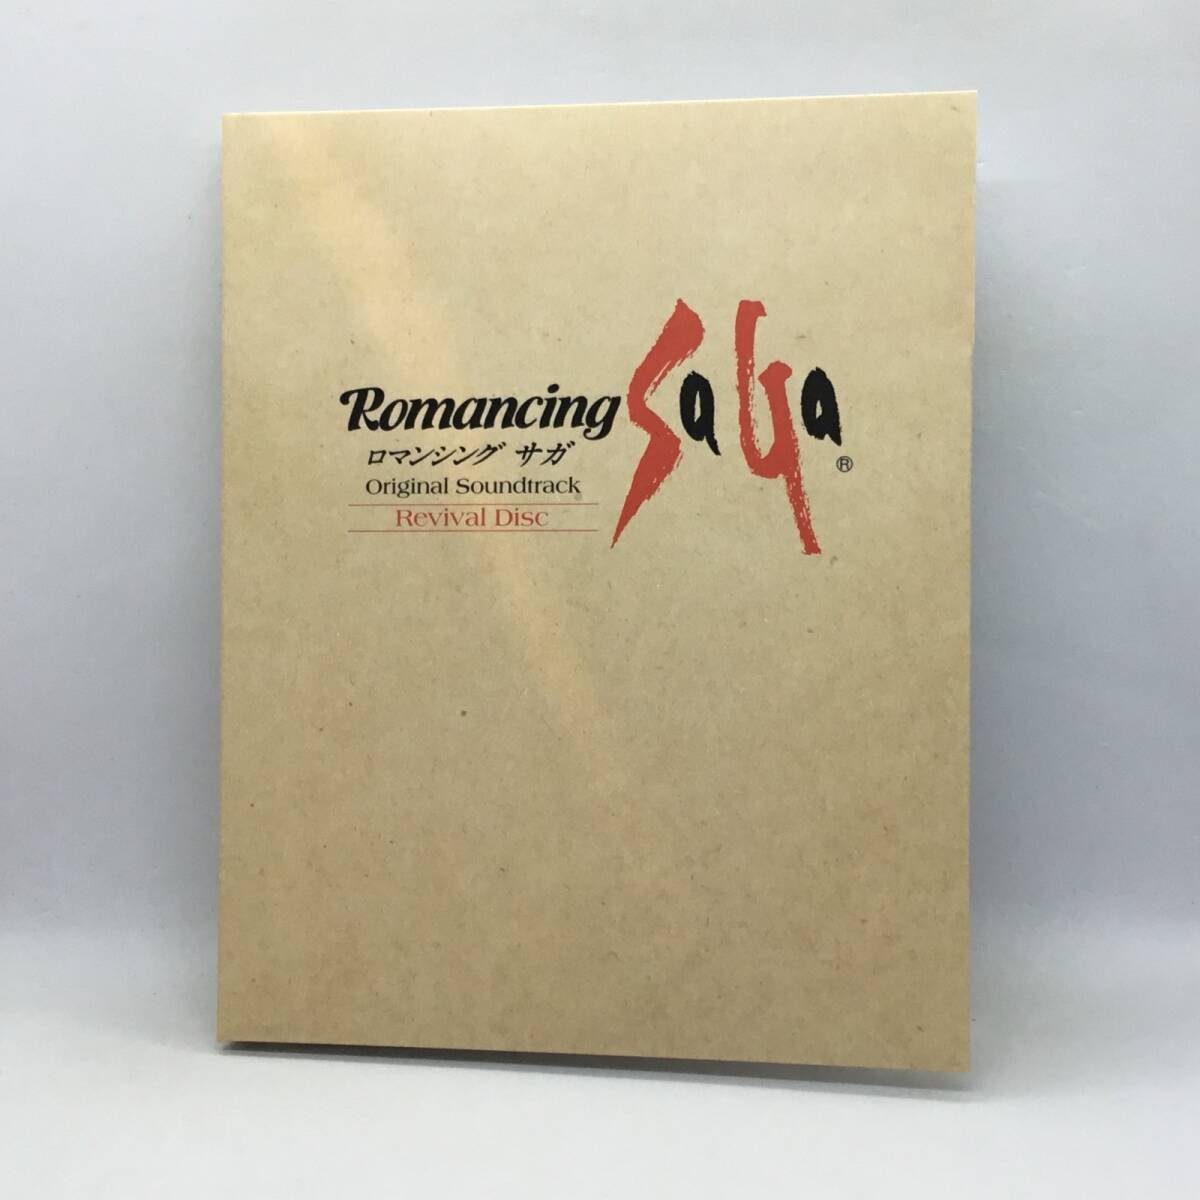 Romancing SaGa®
ロマンシング サガ
Original Soundtrack
Revival Disc